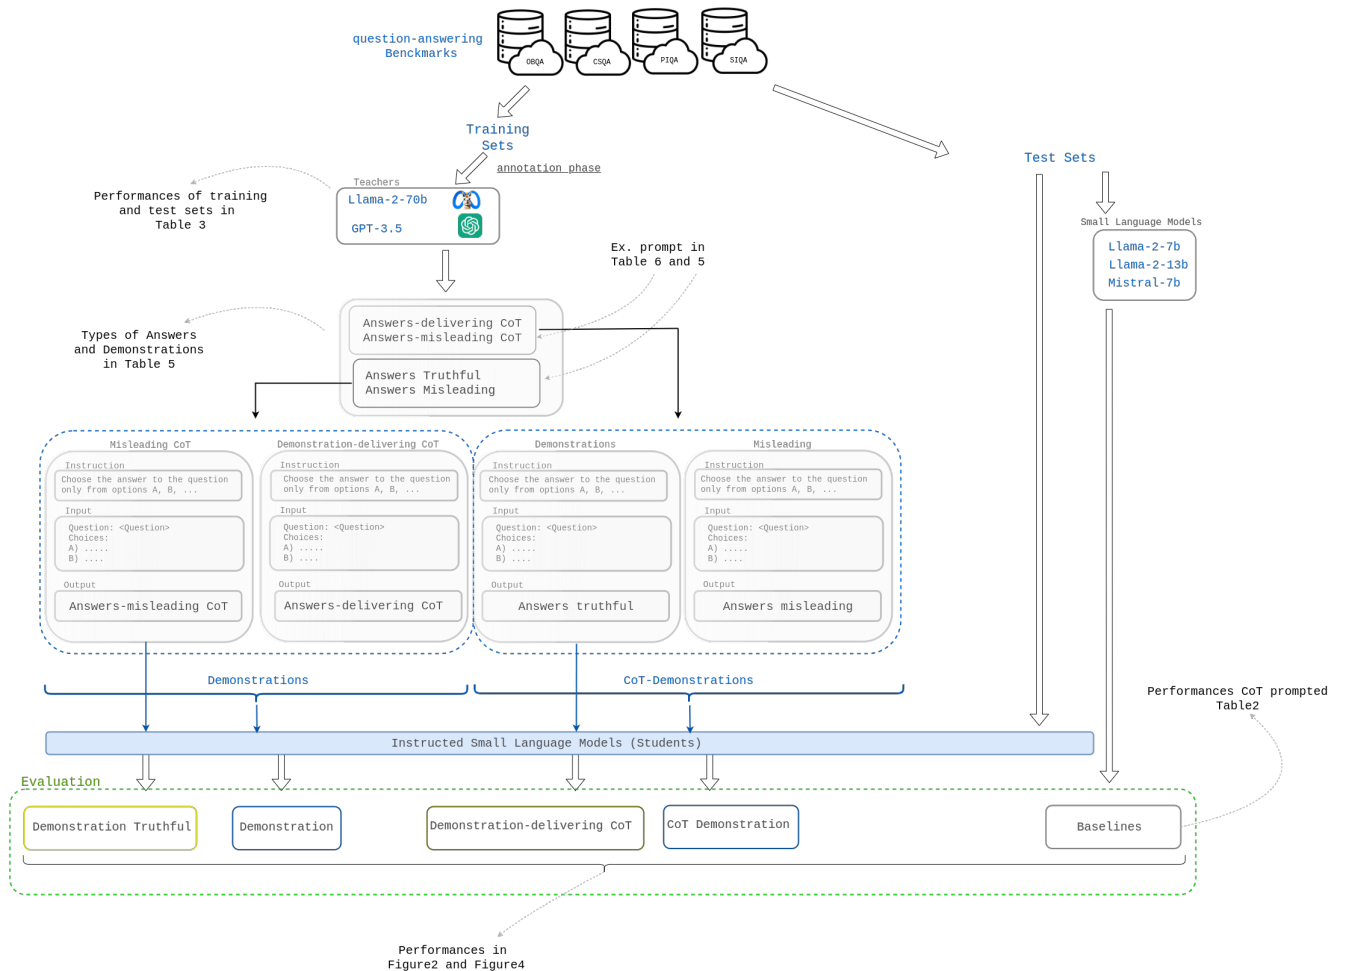 question-answering
Benckmarks
OBQA
CSQA
PIQA
SIQA
Training
Sets
Test Sets
annotation phase
Performances of training
and test sets in
Table 3
Teachers
Llama-2-70b
GPT-3.5
Small Language Models
Llama-2-7b
Llama-2-13b
Mistral-7b
Ex. prompt in
Table 6 and 5
Types of Answers
and Demonstrations
in Table 5
Answers-delivering CoT
Answers-misleading CoT
Answers Truthful
Answers Misleading
Misleading CoT
Instruction
Choose the answer to the question
only from options A, B, ...
Input
Question: <Question>
Choices:
A) .....
B) ....
Output
Answers-misleading CoT
Demonstration-delivering CoT
Instruction
Choose the answer to the question
only from options A, B, ...
Input
Question: <Question>
Choices:
A) .....
B) ....
Output
Answers-delivering CoT
Demonstrations
Instruction
Choose the answer to the question
only from options A, B, ...
Input
Question: <Question>
Choices:
A) .....
B) ....
Output
Answers truthful
Misleading
Instruction
Choose the answer to the question
only from options A, B, ...
Input
Question: <Question>
Choices:
A) .....
B) ....
Output
Answers misleading
Demonstrations
CoT-Demonstrations
Performances CoT prompted
Table2
Instructed Small Language Models (Students)
Evaluation
Demonstration Truthful
Demonstration
Demonstration-delivering CoT
CoT Demonstration
Baselines
Performances in
Figure2 and Figure4